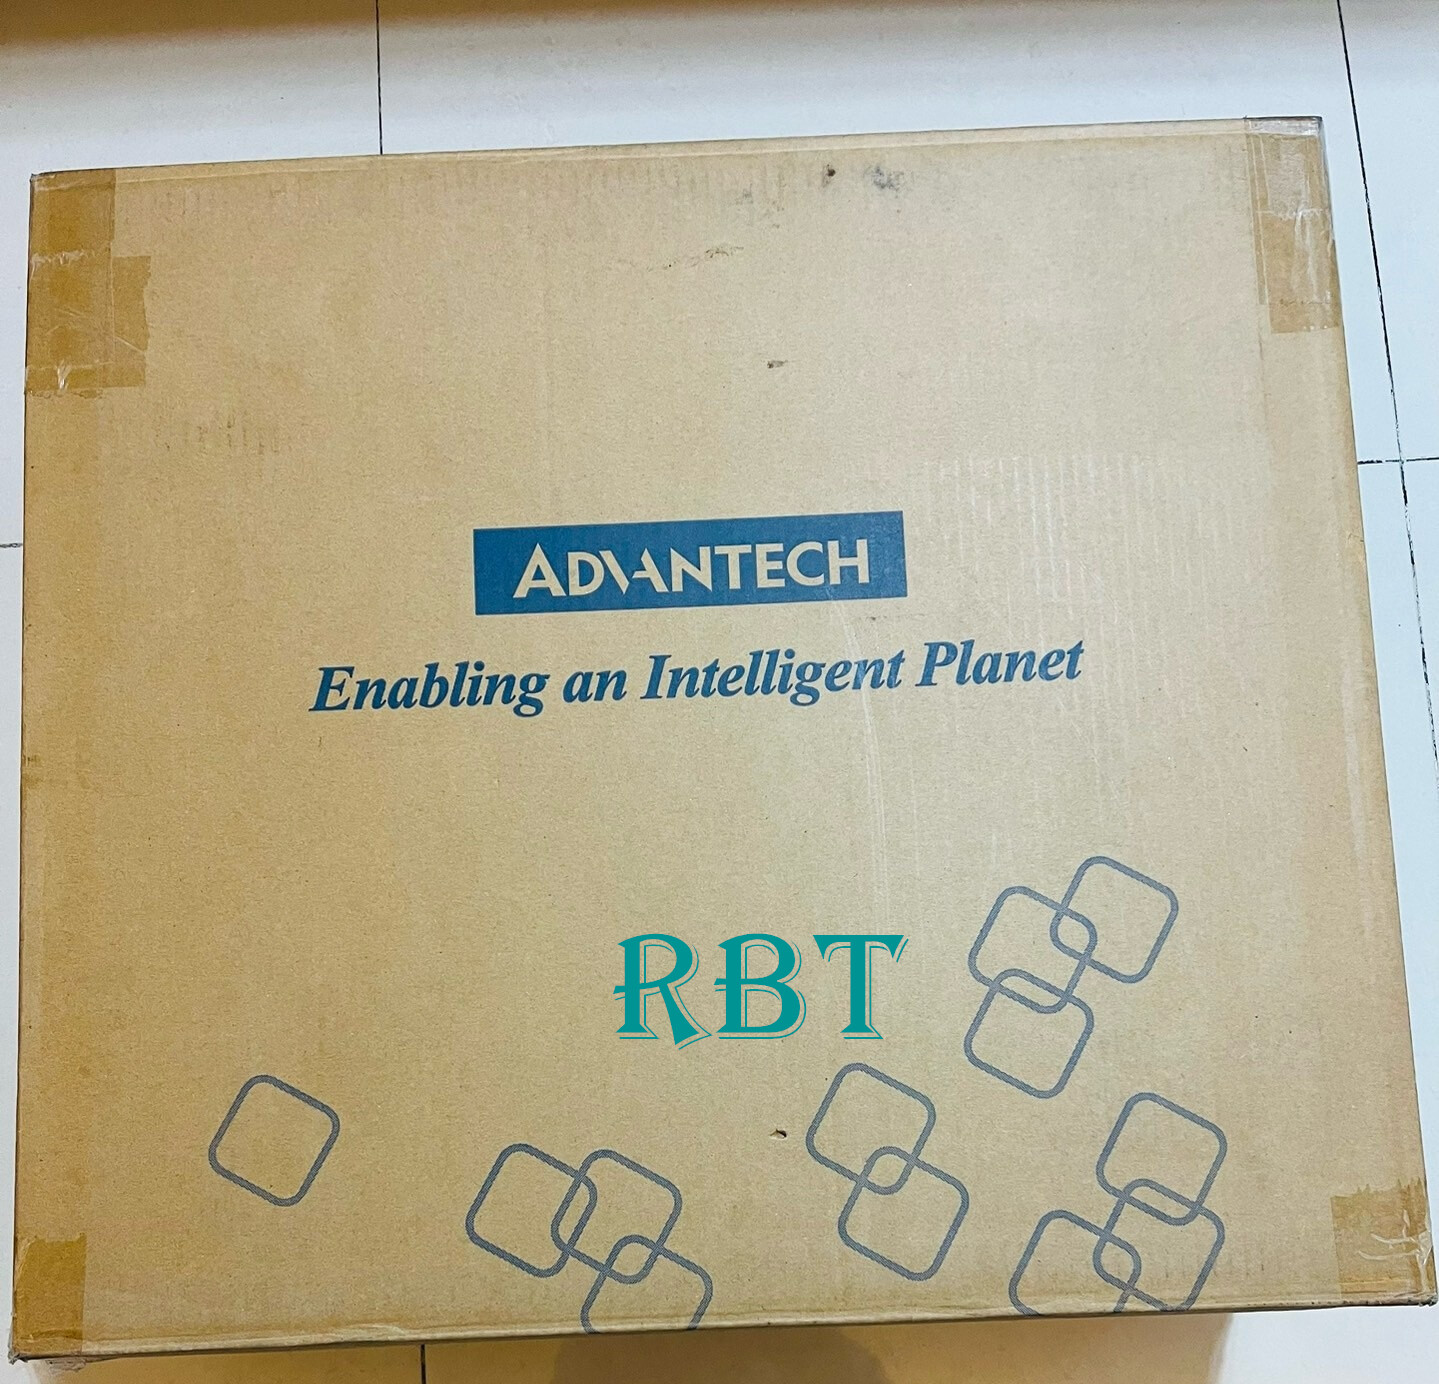 ADVANTECH
Enabling an Intelligent Planet
RBT